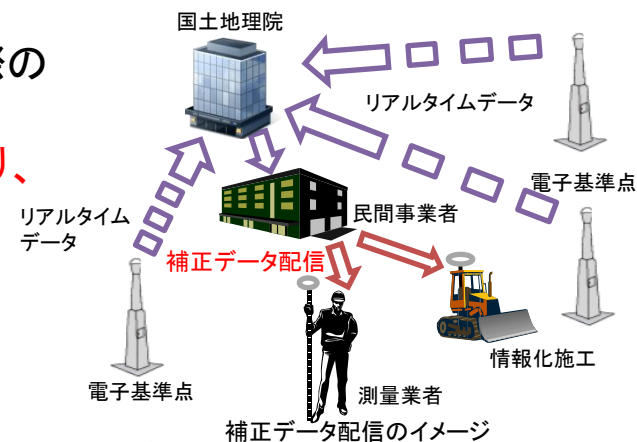 国土地理院
際の
り、
リアルタイムデータ
電子基準点
リアルタイム
データ
民間事業者
補正データ配信
情報化施工
電子基準点
測量業者
補正データ配信のイメージ